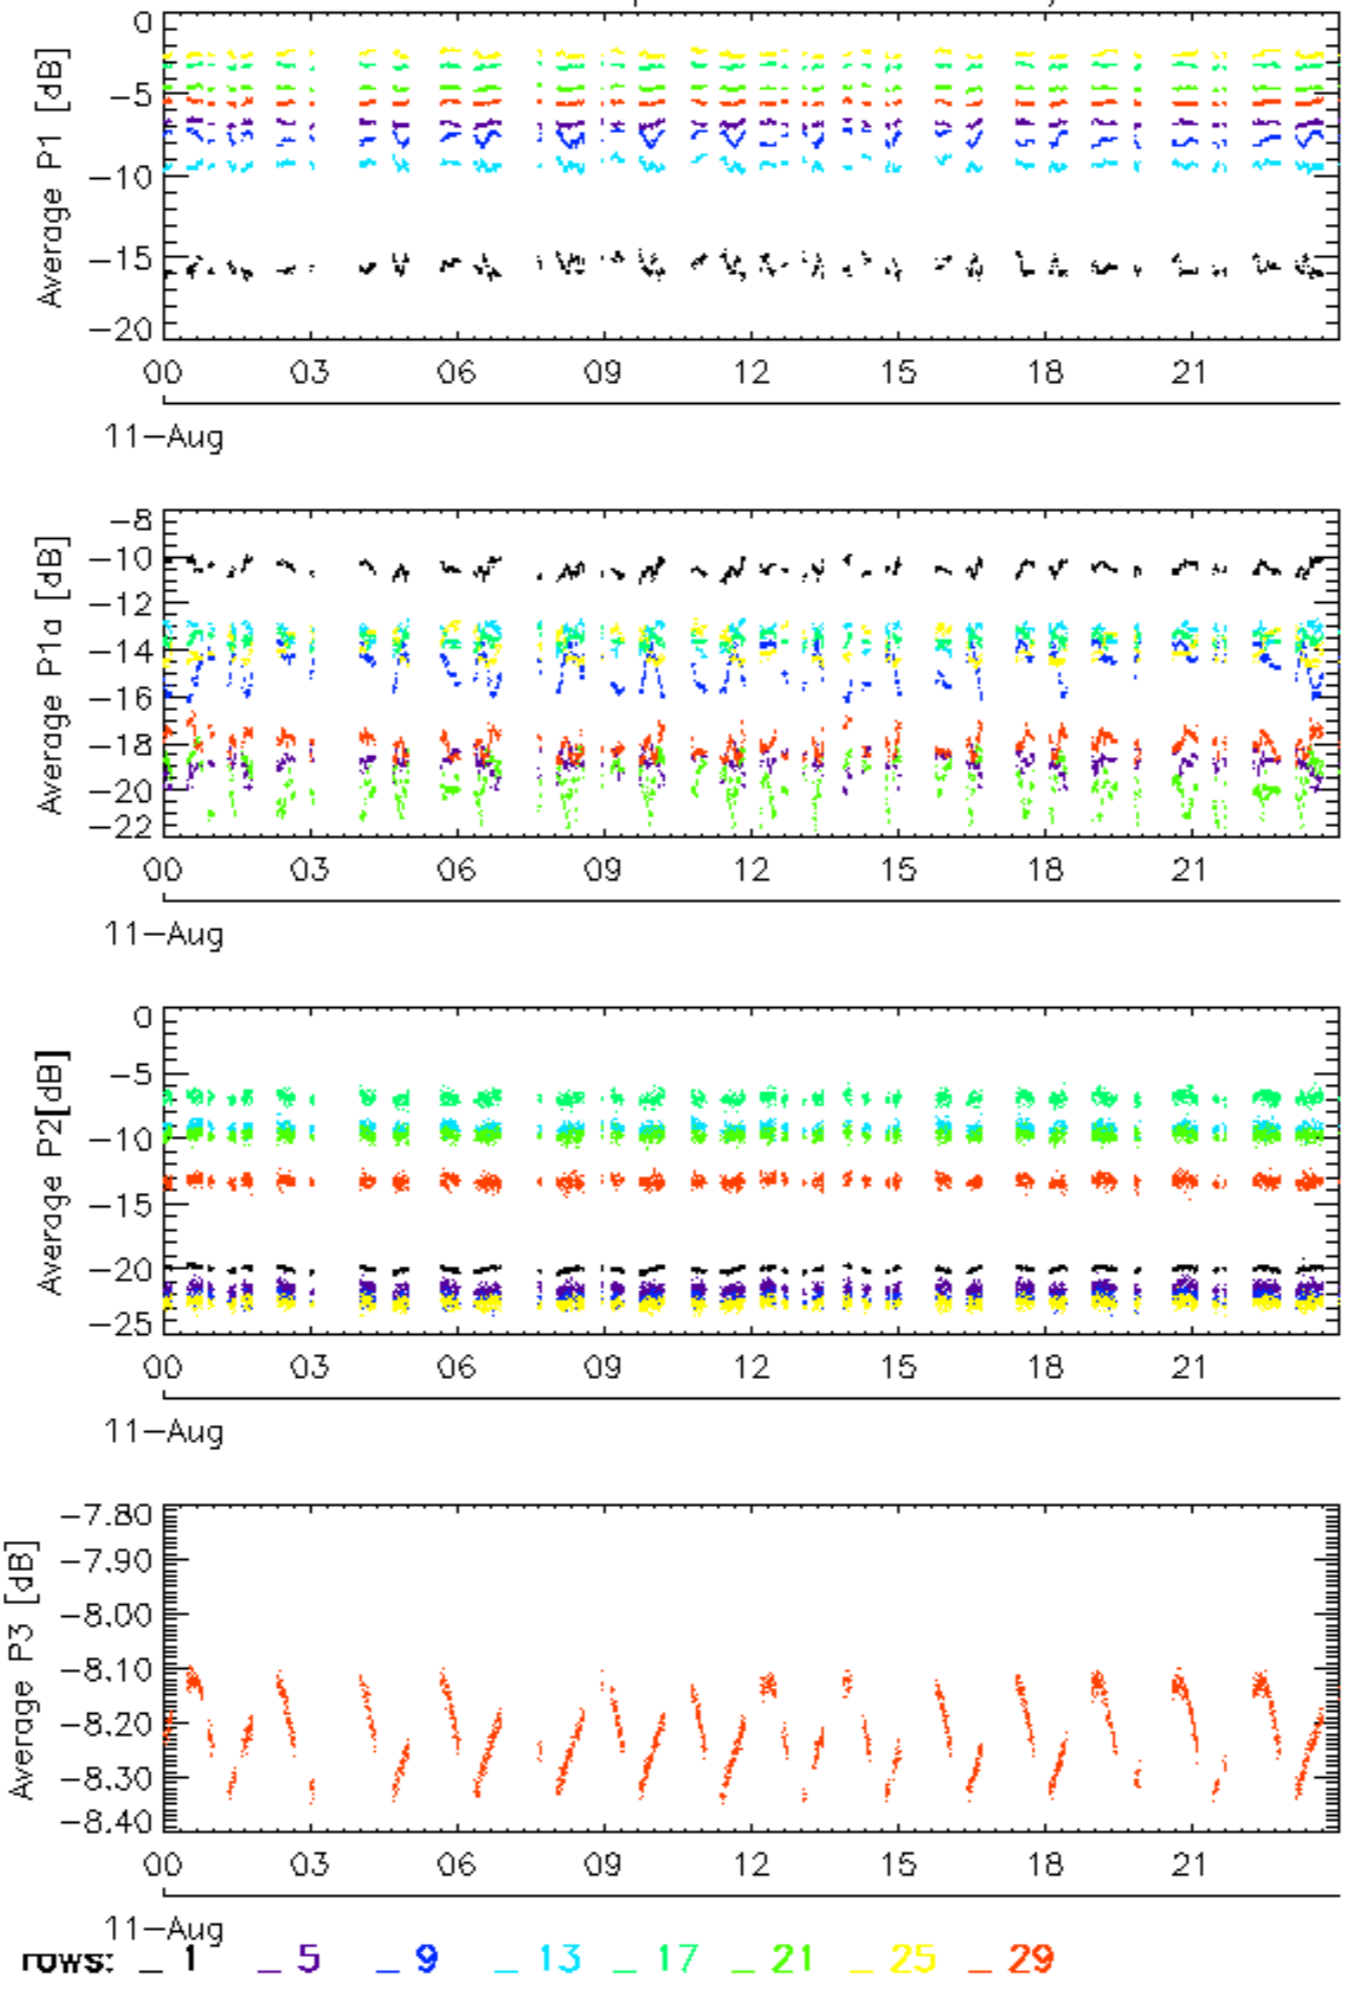 Average P1 [dB]
0
−5
−10
−15
−20
00 03 06 09 12 15 18 21
11−Aug
Average P1a [dB]
−8
−10
−12
−14
−16
−18
−20
−22
00 03 06 09 12 15 18 21
11−Aug
Average P2[dB]
0
−5
−10
−15
−20
−25
00 03 06 09 12 15 18 21
11−Aug
Average P3 [dB]
−7.80
−7.90
−8.00
−8.10
−8.20
−8.30
−8.40
00 03 06 09 12 15 18 21
11−Aug
rows: _ 1 _ 5 _ 9 _ 13 _ 17 _ 21 _ 25 _ 29